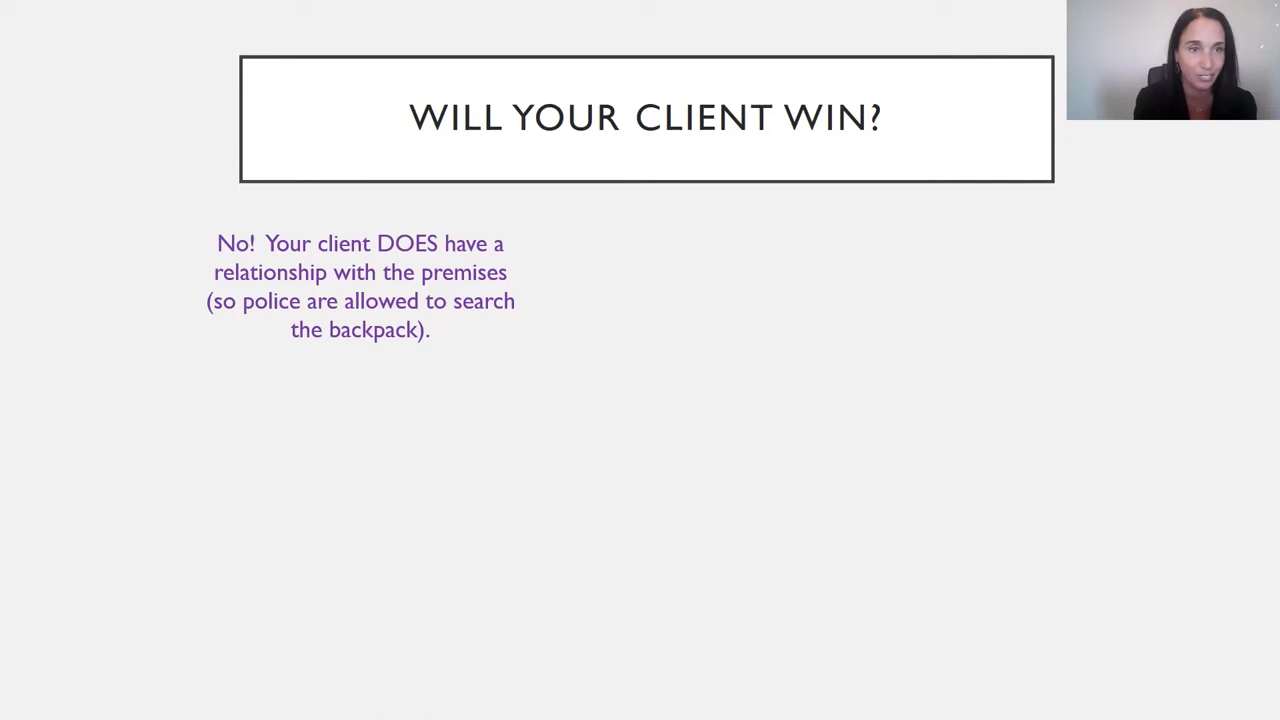 WILL YOUR CLIENT WIN?
No! Your client DOES have a
relationship with the premises
(so police are allowed to search
the backpack).